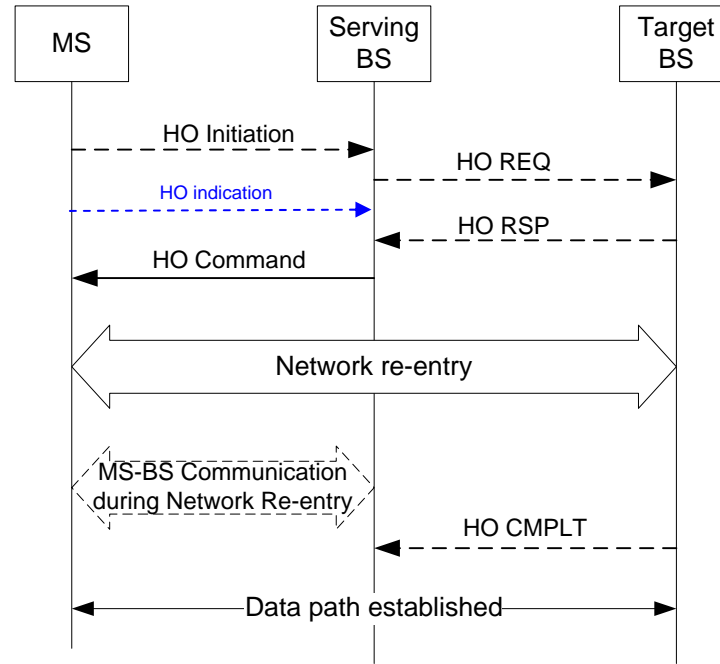 MS
Serving
BS
Target
BS
HO Initiation
HO REQ
HO indication
HO RSP
HO Command
Network re-entry
MS-BS Communication
during Network Re-entry
HO CMPLT
Data path established